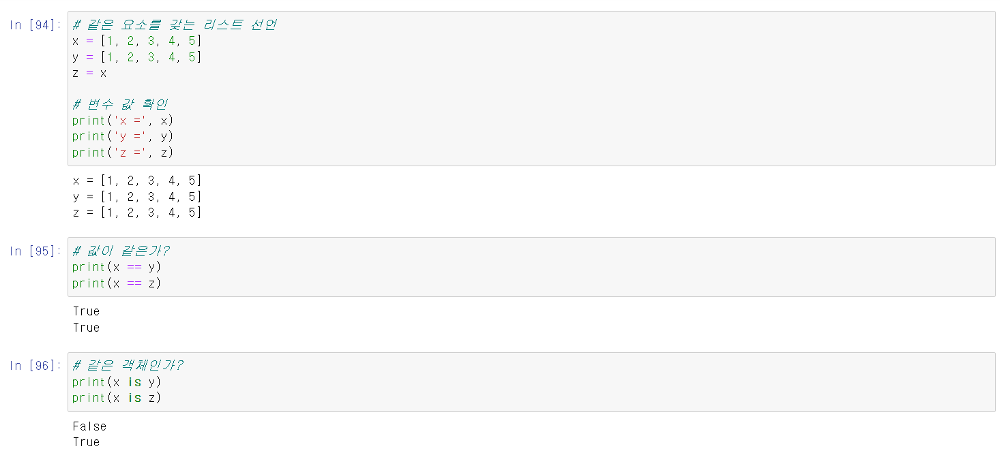 In [94]: # 같은 요소를 갖는 리스트 선언
x = [1, 2, 3, 4, 5]
y = [1, 2, 3, 4, 5]
z = x
# 변수 값 확인
print('x =', x)
print('y =', y)
print('z =', z)
x = [1, 2, 3, 4, 5]
y = [1, 2, 3, 4, 5]
z = [1, 2, 3, 4, 5]
In [95]: # 값이 같은가?
print(x == y)
print(x == z)
True
True
In [96]: # 같은 객체인가?
print(x is y)
print(x is z)
False
True